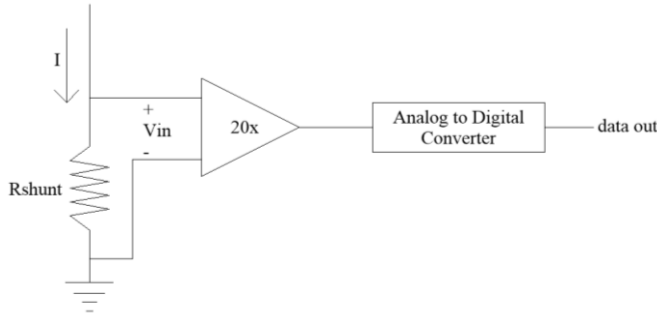 I
+
Vin
-
20x
Rshunt
Analog to Digital
Converter
data out